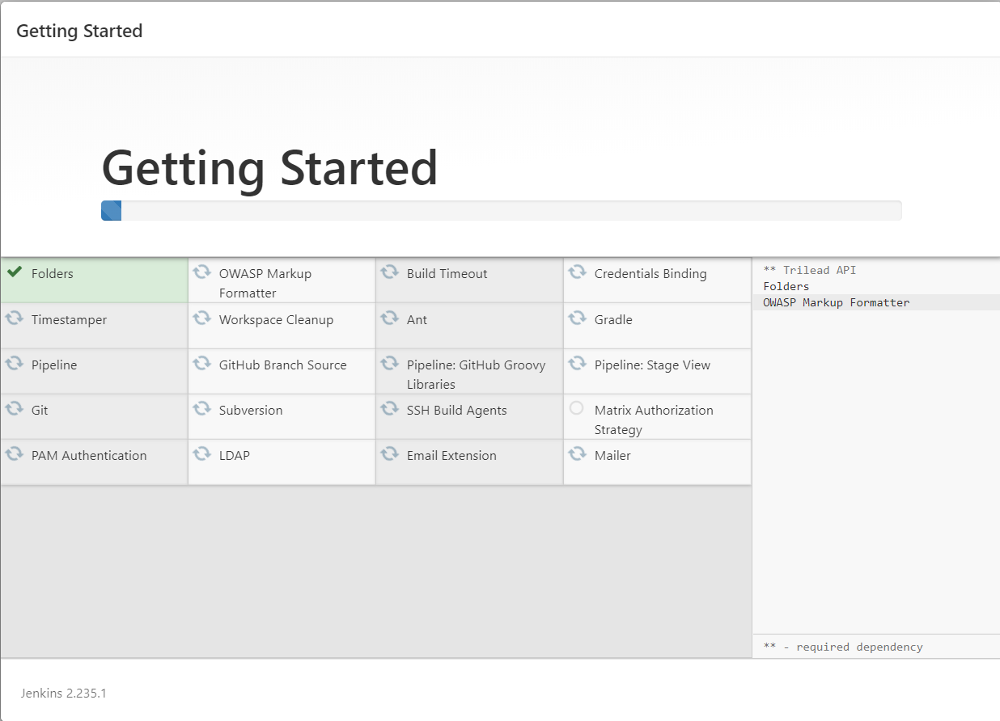 Getting Started
Getting Started
Folders
OWASP Markup
Formatter
Build Timeout
Credentials Binding
Timestamper
Workspace Cleanup
Ant
Gradle
Pipeline
GitHub Branch Source
Pipeline: GitHub Groovy
Libraries
Pipeline: Stage View
Git
Subversion
SSH Build Agents
Matrix Authorization
Strategy
PAM Authentication
LDAP
Email Extension
Mailer
** Trilead API
Folders
OWASP Markup Formatter
** - required dependency
Jenkins 2.235.1